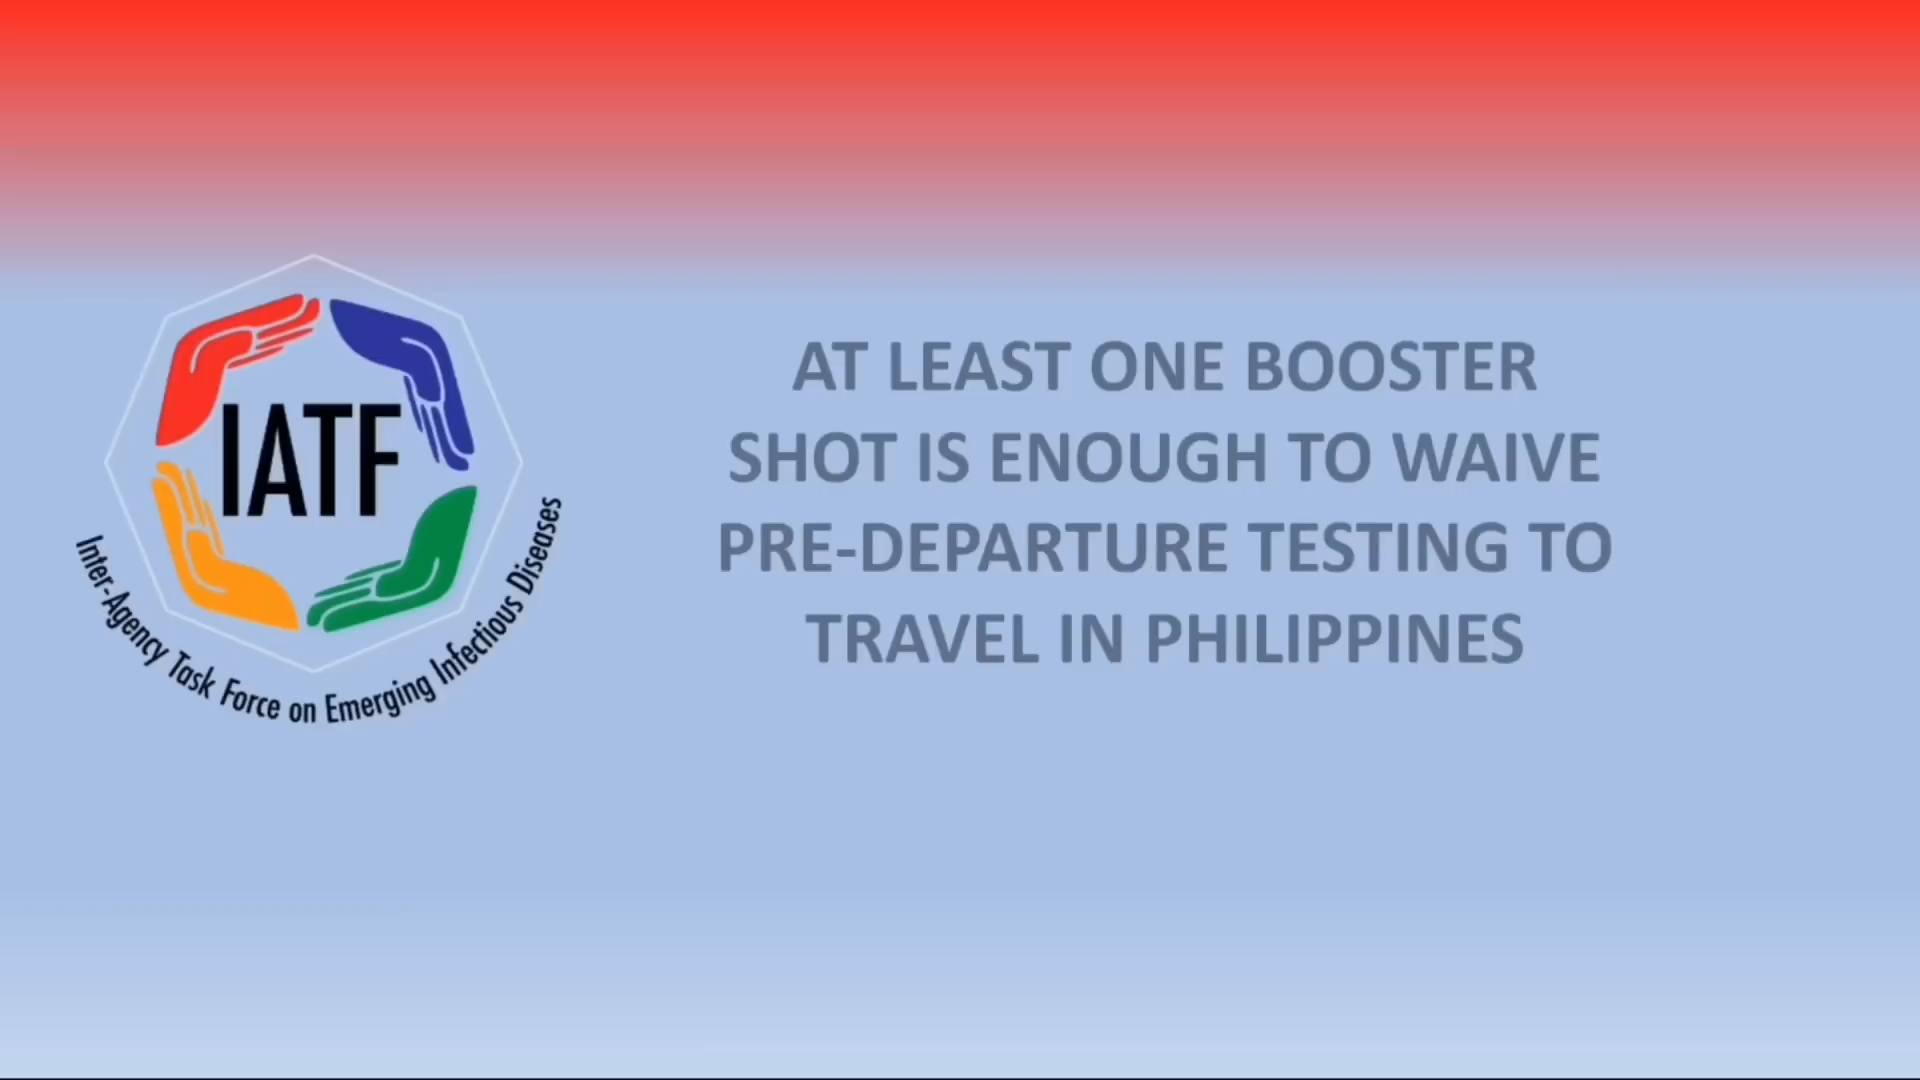 IATF
Inter-Agency Task Force on Emerging Infectious Diseases
AT LEAST ONE BOOSTER
SHOT IS ENOUGH TO WAIVE
PRE-DEPARTURE TESTING TO
TRAVEL IN PHILIPPINES